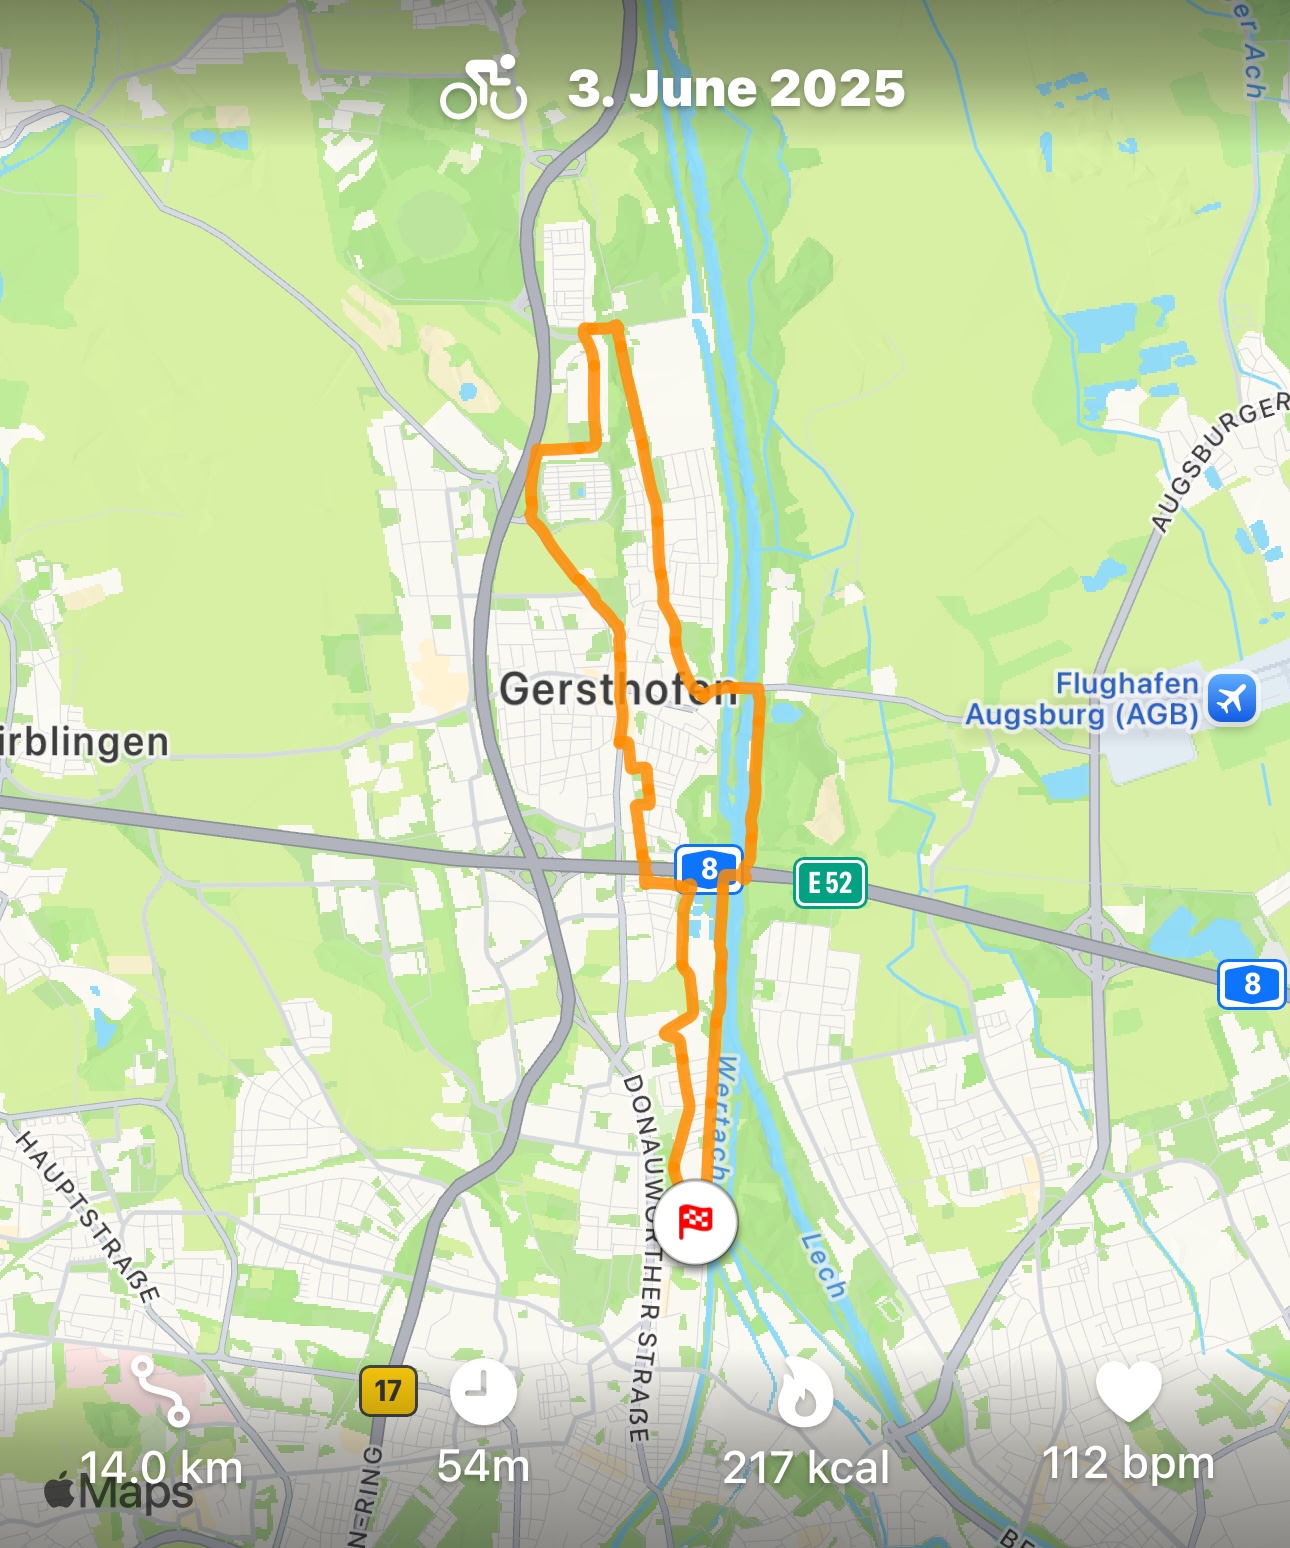 3. June 2025
er Ach
AUGSBURGER
Gersthofen
Flughafen
Augsburg (AGB)
irblingen
8
E 52
8
Wertach
DONAUWÖRTHER STRAßE
HAUPTSTRAßE
Lech
17
14.0 km
54m
217 kcal
112 bpm
Maps
N-RING
BE